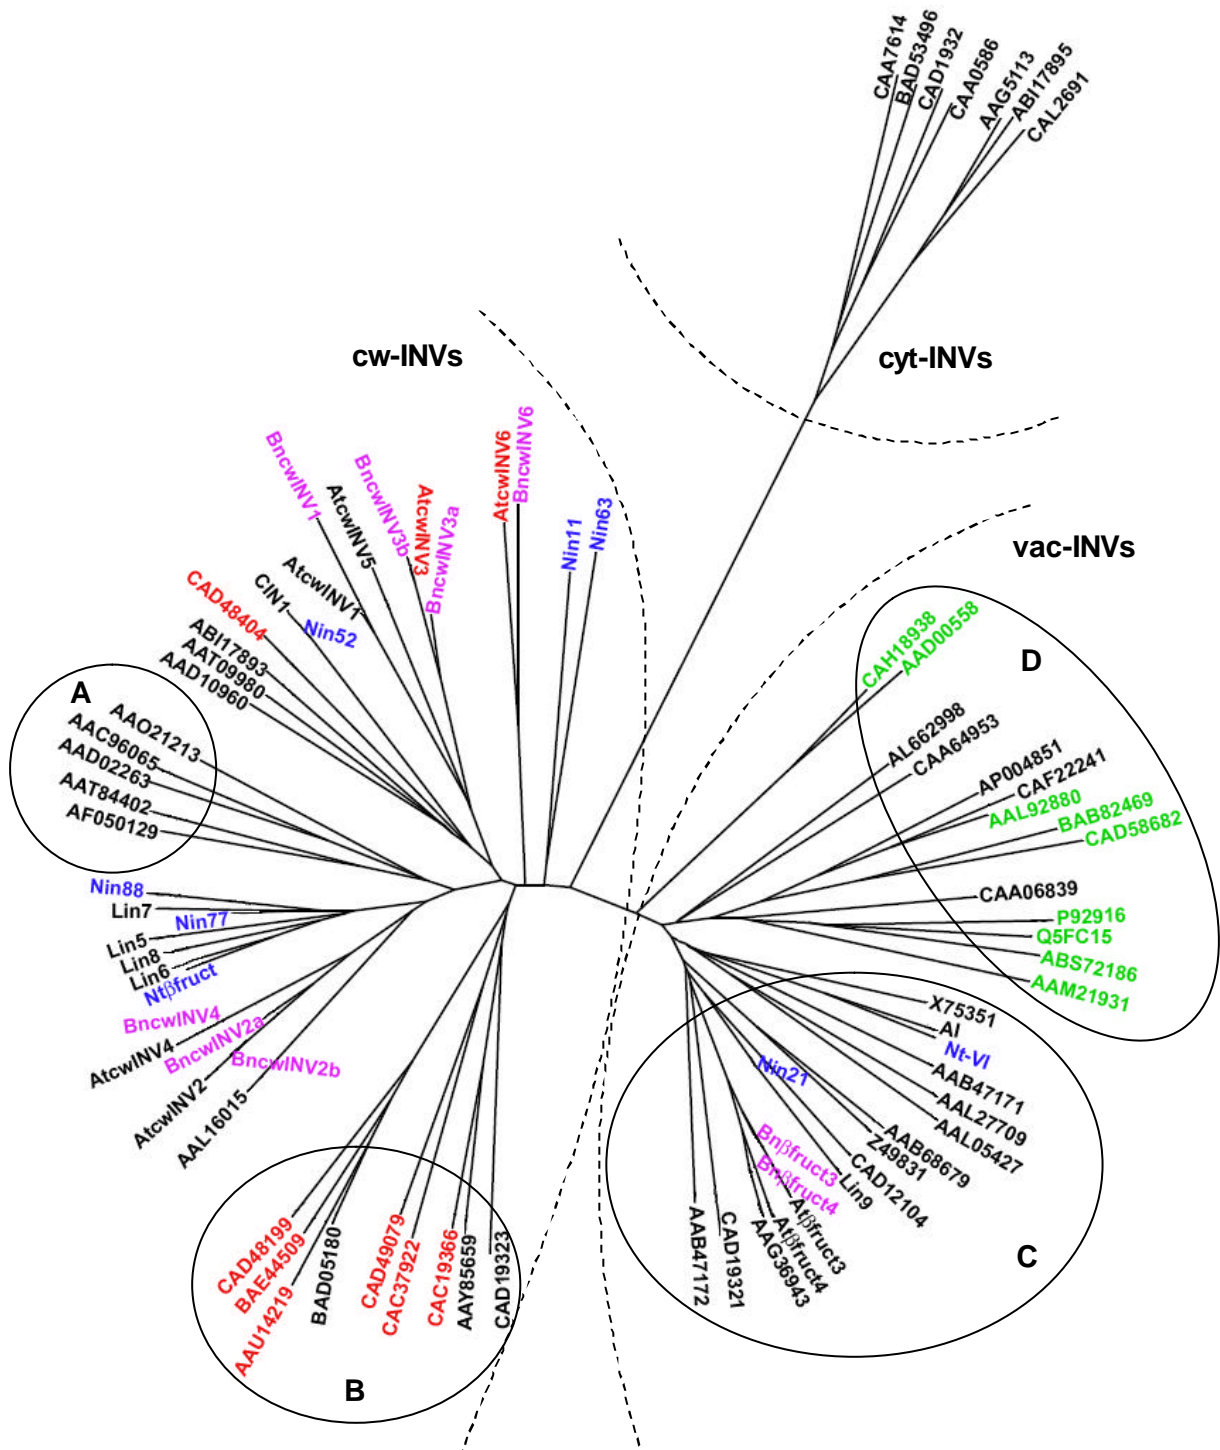 CAA7614
BAD53496
CAD1932
CAA0586
AAG5113
ABI17895
CAL2691
cw-INVs
cyt-INVs
vac-INVs
BncwINV1
AtcwINV5
BncwINV3b
AtcwINV3
BncwINV3a
AtcwINV6
BncwINV6
Nin11
Nin63
AtcwINV1
CIN1
Nin52
CAD48404
ABI17893
AAT09980
AAD10960
A
AAO21213
AAC96065
AAD02263
AAT84402
AF050129
Nin88
Lin7
Nin77
Lin5
Lin8
Lin6
Ntβfruct
BncwINV4
AtcwINV4
BncwINV2a
BncwINV2b
AtcwINV2
AAL16015
CAD48199
BAE44509
AAU14219
BAD05180
CAD49079
CAC37922
CAC19366
AAY85659
CAD19323
B
D
CAH18938
AAD00558
AL662998
CAA64953
AP004851
CAF22241
AAL92880
BAB82469
CAD58682
CAA06839
P92916
Q5FC15
ABS72186
AAM21931
X75351
AI
Nt-VI
AAB47171
AAL27709
AAL05427
AAB68679
Z49831
CAD12104
Lin9
Nin21
Bnβfruct3
Bnβfruct4
Atβfruct3
Atβfruct4
AAG36943
CAD19321
AAB47172
C